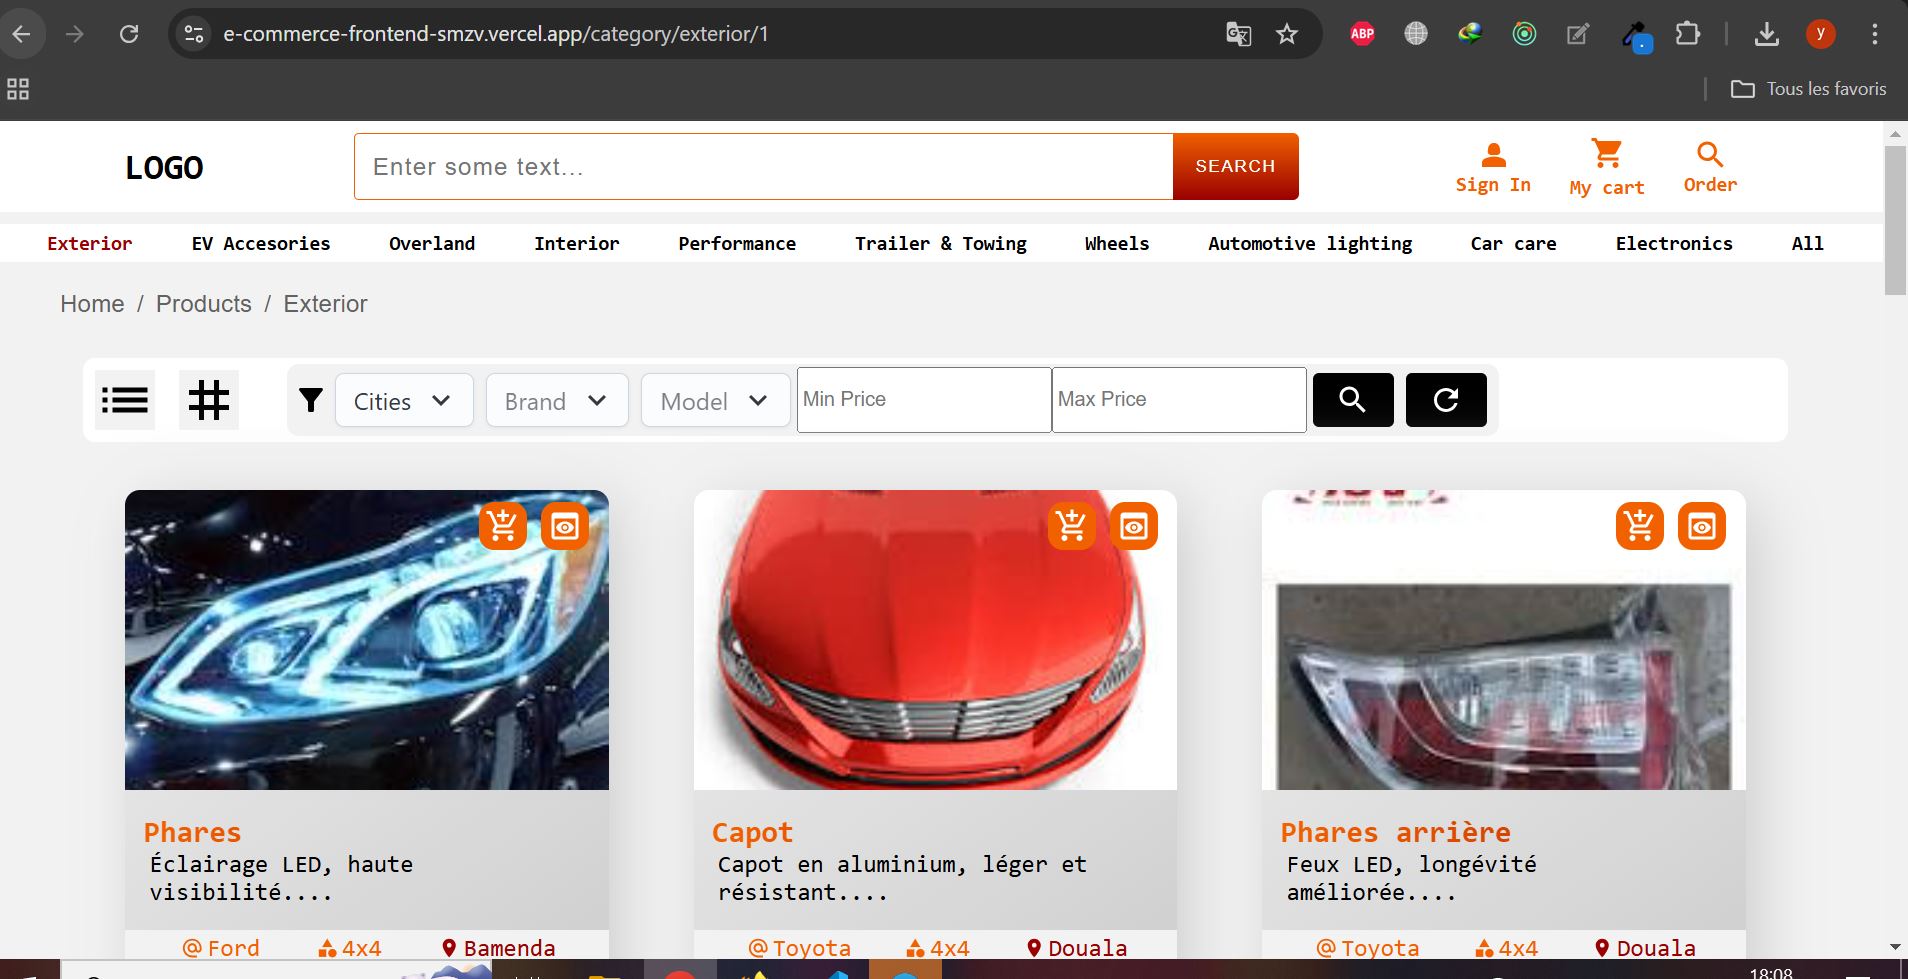 e-commerce-frontend-smzv.vercel.app/category/exterior/1
ABP
y
Tous les favoris
LOGO
Enter some text...
SEARCH
Sign In
My cart
Order
Exterior EV Accesories Overland Interior Performance Trailer & Towing Wheels Automotive lighting Car care Electronics All
Home / Products / Exterior
Cities
Brand
Model
Min Price
Max Price
Phares
Éclairage LED, haute
visibilité....
Ford 4x4 Bamenda
Capot
Capot en aluminium, léger et
résistant....
Toyota 4x4 Douala
Phares arrière
Feux LED, longévité
améliorée....
Toyota 4x4 Douala
18:08